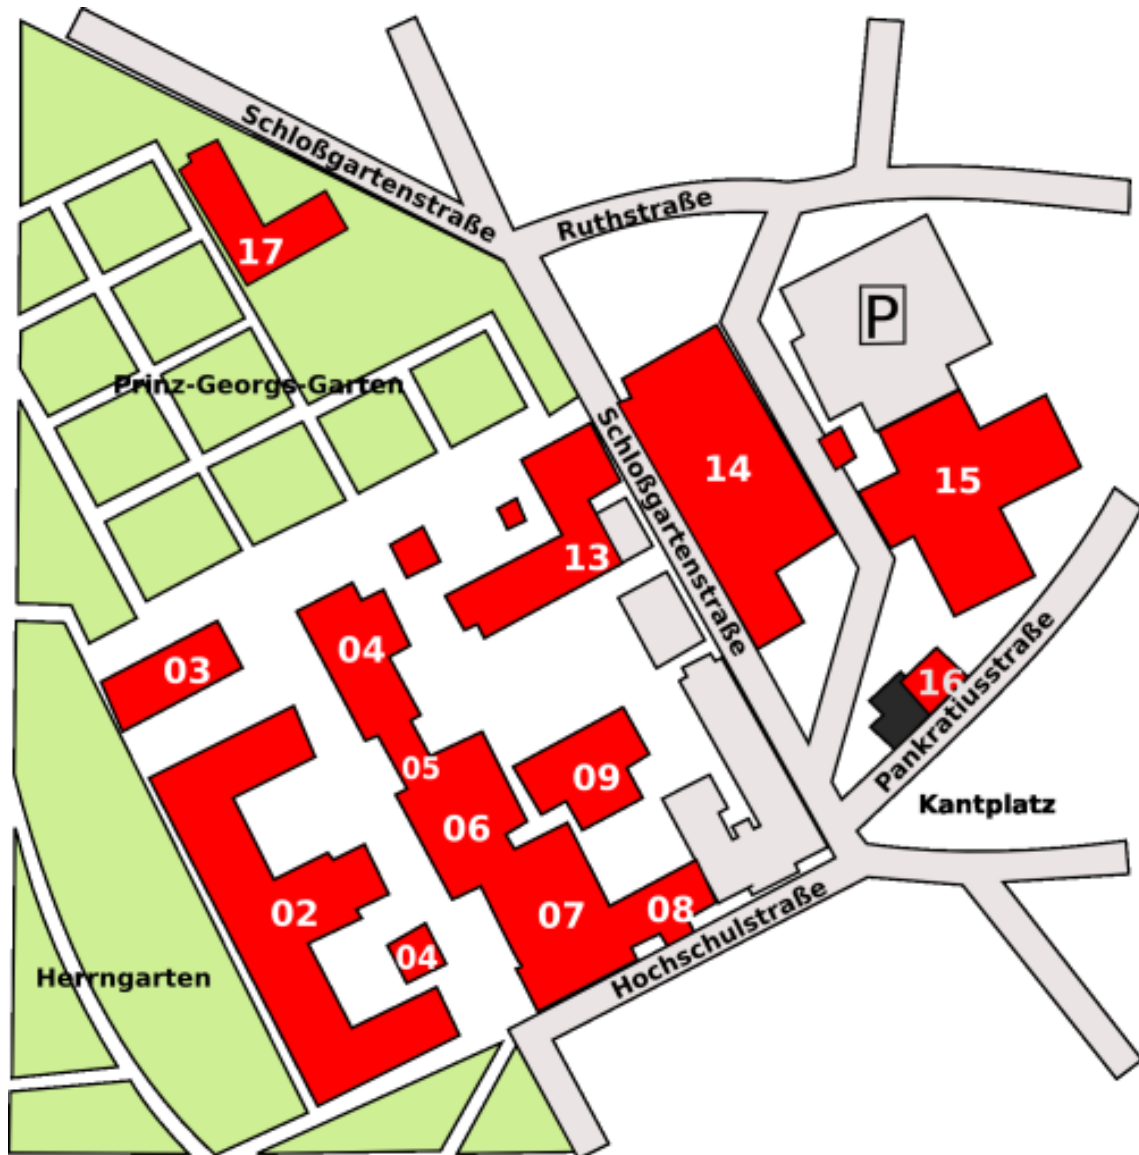 Schloßgartenstraße
Ruthstraße
17
P
Prinz-Georgs-Garten
Schloßgartenstraße
14
15
13
04
03
16
Pankratiusstraße
05
09
Kantplatz
06
02
07
08
04
Hochschulstraße
Herrngarten